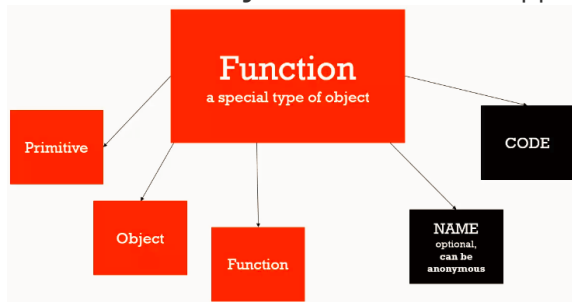 Function
a special type of object
Primitive
CODE
Object
NAME
optional,
can be
anonymous
Function